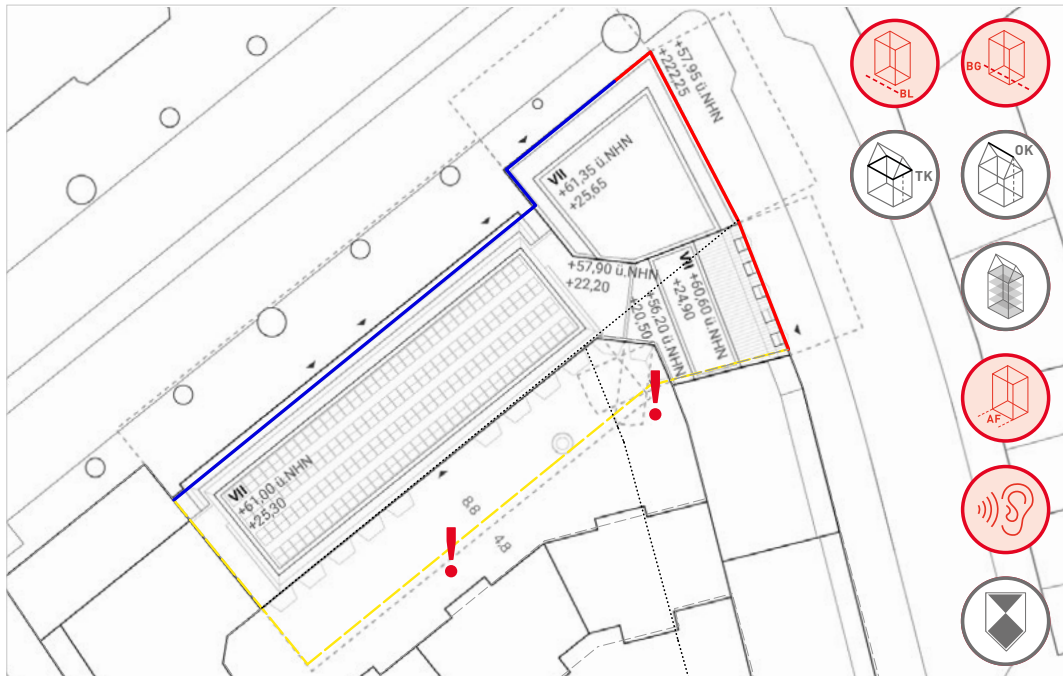 +57,95 ü.NHN
+222,25
BL
BG
VII
+61,35 ü.NHN
+25,65
TK
OK
+57,90 ü.NHN
+22,20
VII +60,60 ü.NHN
+24,90
+56,20 ü.NHN
+20,50
AF
VII
+61,00 ü.NHN
+25,30
8.8
4.8